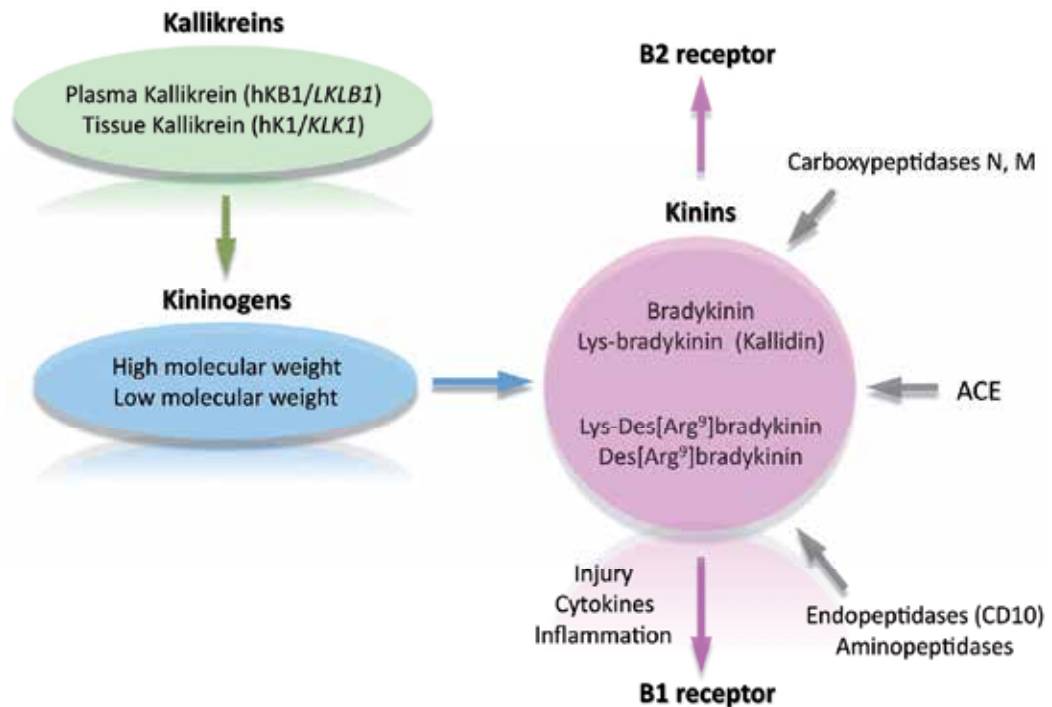 Kallikreins
Plasma Kallikrein (hKB1/LKLB1)
Tissue Kallikrein (hK1/KLK1)
Kininogens
High molecular weight
Low molecular weight
B2 receptor
Carboxypeptidases N, M
Kinins
Bradykinin
Lys-bradykinin (Kallidin)
Lys-Des[Arg⁹]bradykinin
Des[Arg⁹]bradykinin
ACE
Injury
Cytokines
Inflammation
Endopeptidases (CD10)
Aminopeptidases
B1 receptor